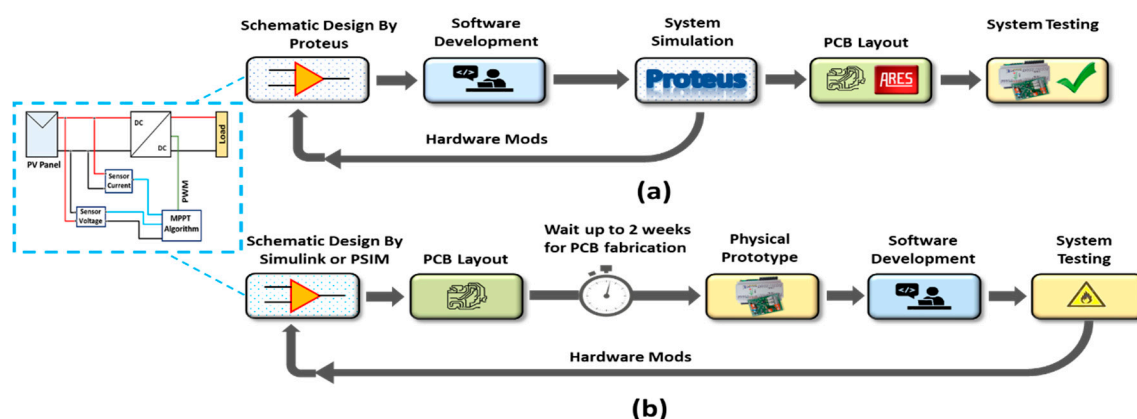 Schematic Design By
Proteus
Software
Development
</>
System
Simulation
Proteus
PCB Layout
ARES
System Testing
Hardware Mods
(a)
DC
DC
Load
PV Panel
Sensor
Current
PWM
Sensor
Voltage
MPPT
Algorithm
Schematic Design By
Simulink or PSIM
PCB Layout
Wait up to 2 weeks
for PCB fabrication
Physical
Prototype
Software
Development
</>
System
Testing
Hardware Mods
(b)